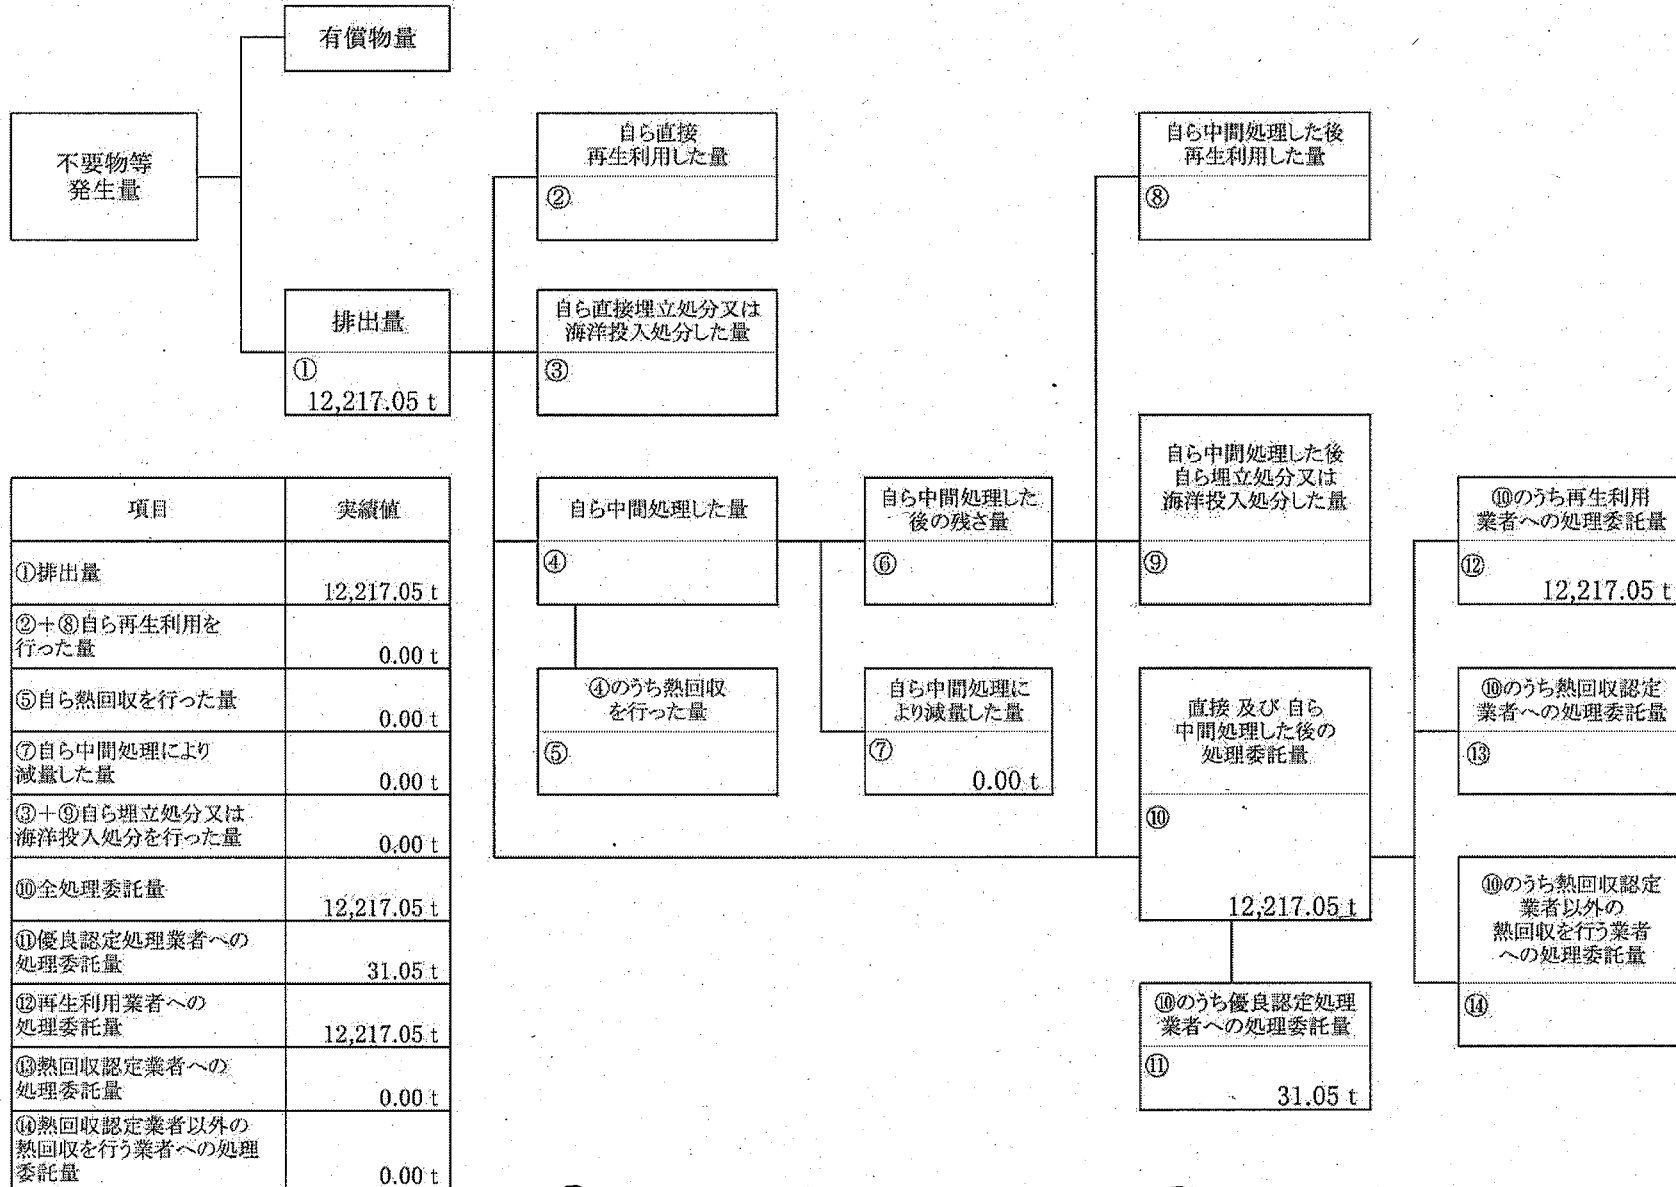 有償物量
不要物等
発生量
排出量
①
12,217.05 t
自ら直接
再生利用した量
②
自ら直接埋立処分又は
海洋投入処分した量
③
自ら中間処理した量
④
④のうち熱回収
を行った量
⑤
自ら中間処理した
後の残さ量
⑥
自ら中間処理に
より減量した量
⑦
0.00 t
自ら中間処理した後
再生利用した量
⑧
自ら中間処理した後
自ら埋立処分又は
海洋投入処分した量
⑨
直接 及び 自ら
中間処理した後の
処理委託量
⑩
12,217.05 t
⑩のうち優良認定処理
業者への処理委託量
⑪
31.05 t
⑩のうち再生利用
業者への処理委託量
⑫
12,217.05 t
⑩のうち熱回収認定
業者への処理委託量
⑬
⑩のうち熱回収認定
業者以外の
熱回収を行う業者
への処理委託量
⑭
項目 実績値
①排出量
12,217.05 t
②+⑧自ら再生利用を
行った量
0.00 t
⑤自ら熱回収を行った量
0.00 t
⑦自ら中間処理により
減量した量
0.00 t
③+⑨自ら埋立処分又は
海洋投入処分を行った量
0.00 t
⑩全処理委託量
12,217.05 t
⑪優良認定処理業者への
処理委託量
31.05 t
⑫再生利用業者への
処理委託量
12,217.05 t
⑬熱回収認定業者への
処理委託量
0.00 t
⑭熱回収認定業者以外の
熱回収を行う業者への処理
委託量
0.00 t